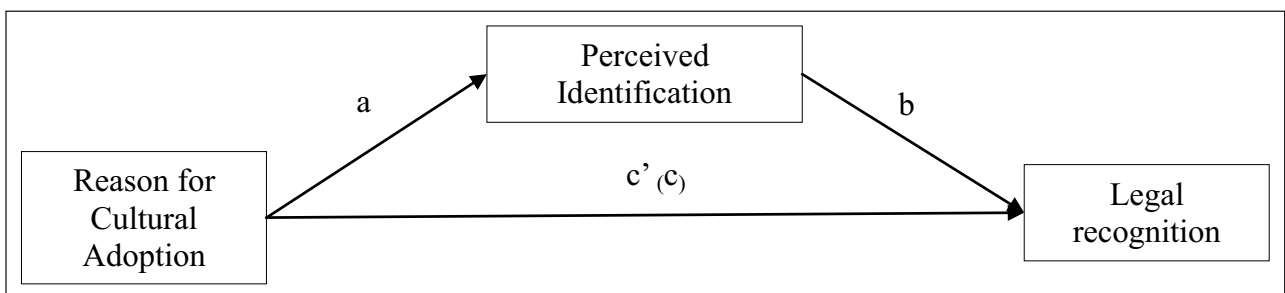 Perceived
Identification
a
b
c’ (c)
Reason for
Cultural
Adoption
Legal
recognition